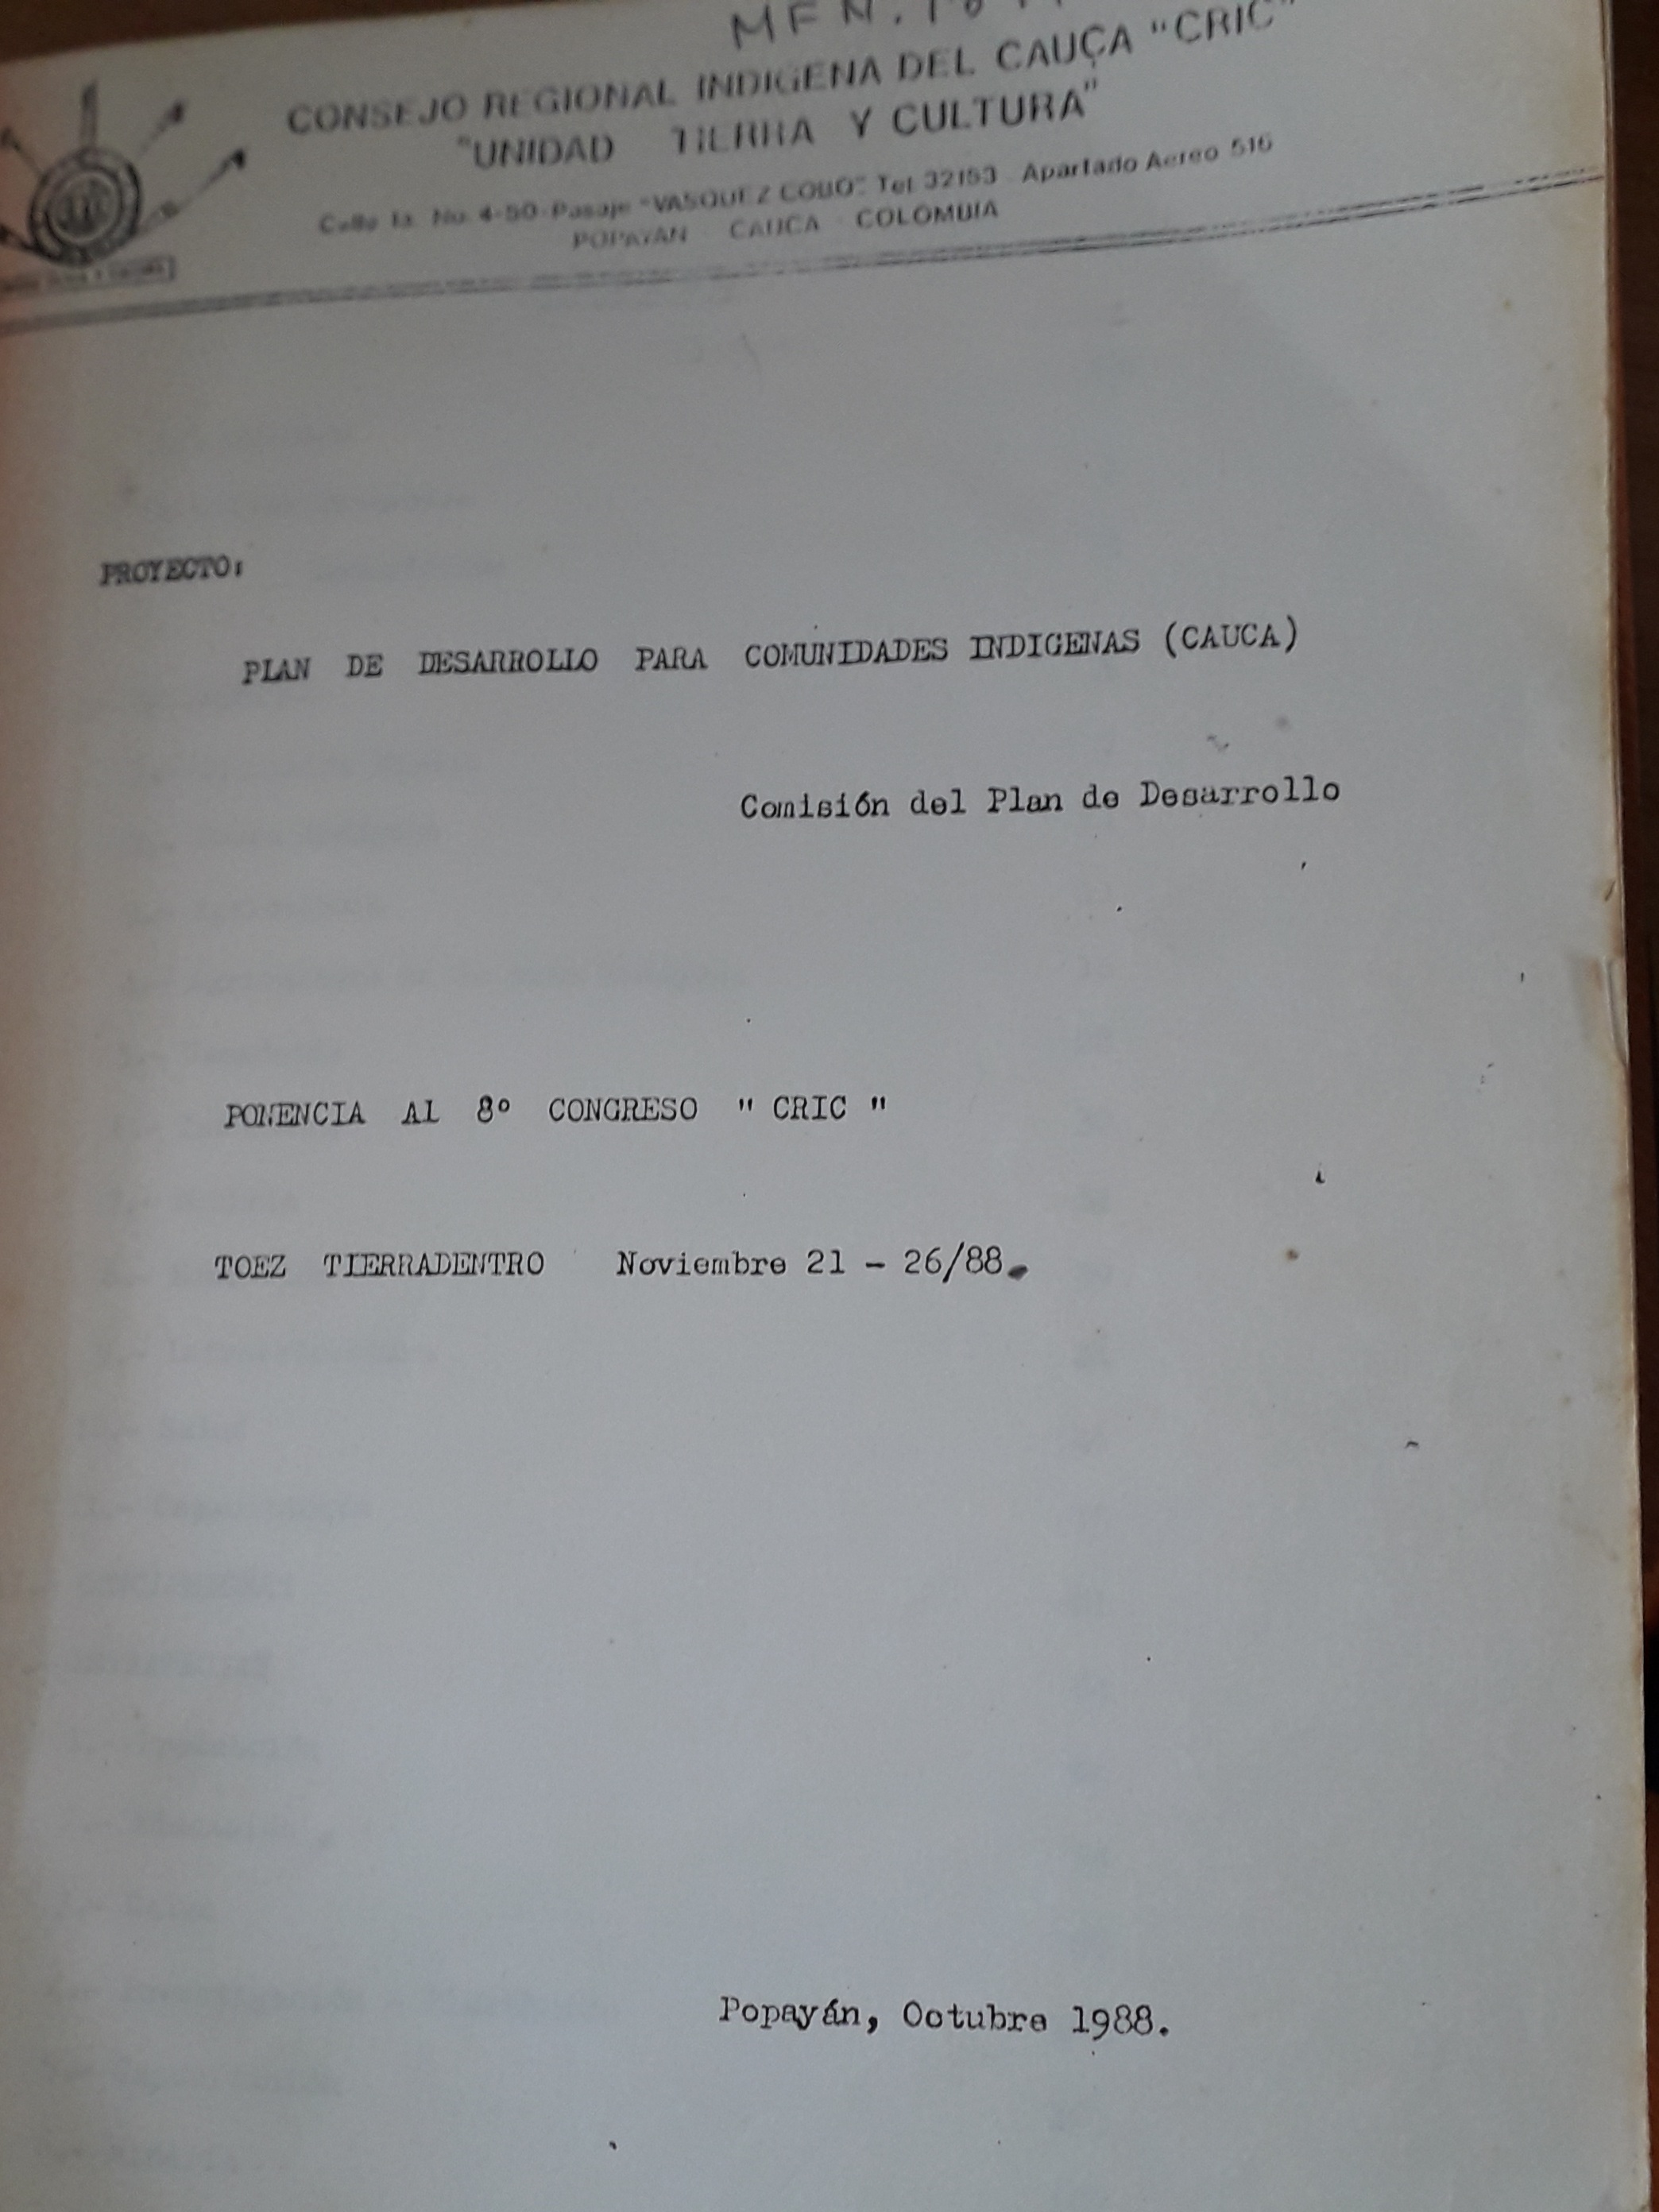 MFN.
CONSEJO REGIONAL INDIGENA DEL CAUCA "CRIC"
"UNIDAD TIERRA Y CULTURA"
Calle 1a. No. 4-50-Pasaje "VASQUEZ COBO". Tel 32153 Apartado Aereo 516
POPAYAN CAUCA - COLOMBIA
PROYECTO:
PLAN DE DESARROLLO PARA COMUNIDADES INDIGENAS (CAUCA)
Comisión del Plan de Desarrollo
PONENCIA AL 8º CONGRESO " CRIC "
TOEZ TIERRADENTRO Noviembre 21 - 26/88.
Popayán, Octubre 1988.